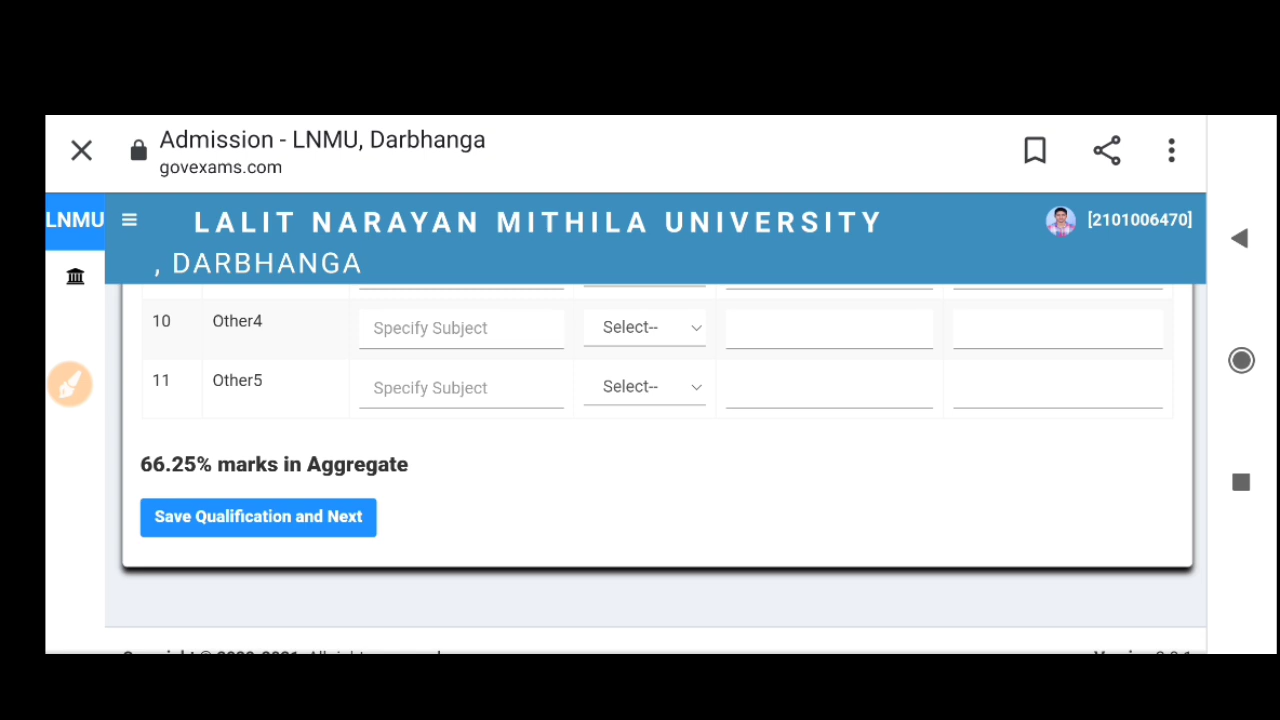 Admission - LNMU, Darbhanga
govexams.com
LNMU
LALIT NARAYAN MITHILA UNIVERSITY
[2101006470]
, DARBHANGA
10 Other4 Specify Subject Select--
11 Other5 Specify Subject Select--
66.25% marks in Aggregate
Save Qualification and Next